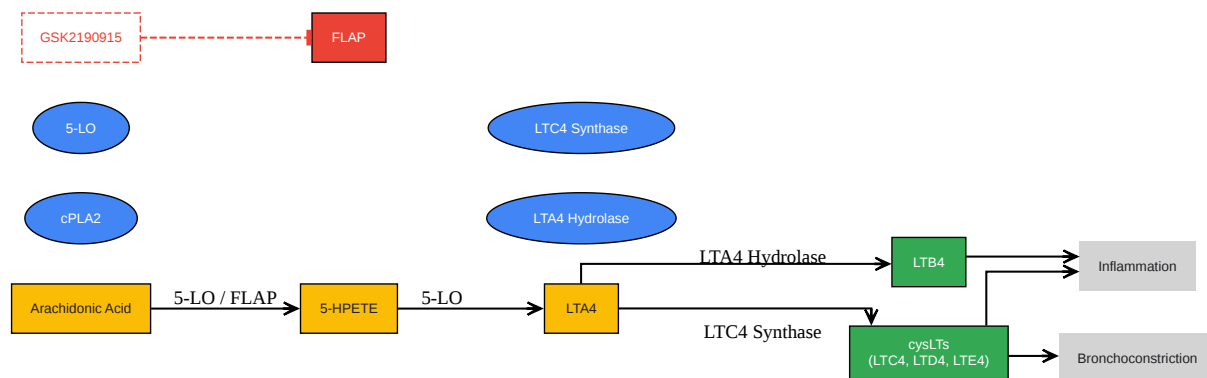 GSK2190915
FLAP
5-LO
LTC4 Synthase
cPLA2
LTA4 Hydrolase
LTA4 Hydrolase
LTB4
Inflammation
Arachidonic Acid
5-LO / FLAP
5-HPETE
5-LO
LTA4
LTC4 Synthase
cysLTs
(LTC4, LTD4, LTE4)
Bronchoconstriction